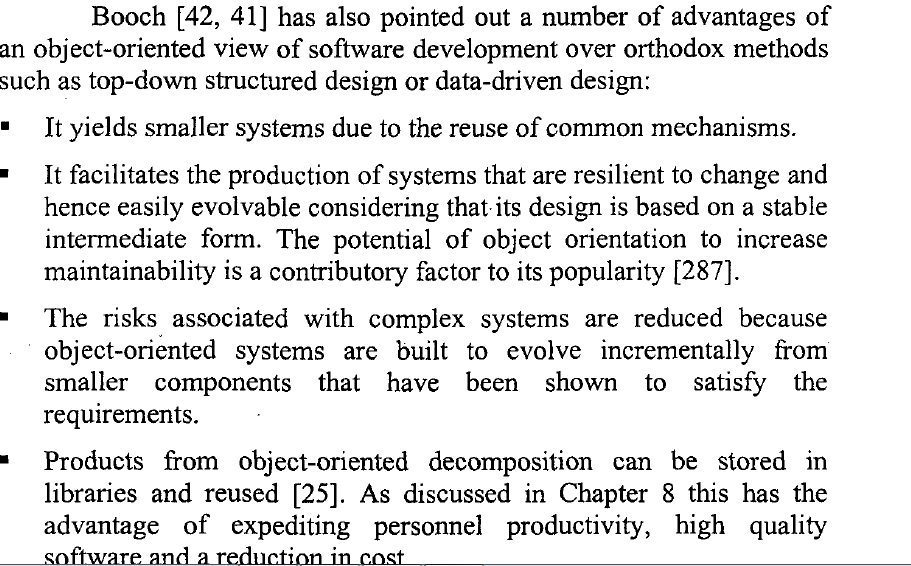 Booch [42, 41] has also pointed out a number of advantages of
an object-oriented view of software development over orthodox methods
such as top-down structured design or data-driven design:
▪ It yields smaller systems due to the reuse of common mechanisms.
▪ It facilitates the production of systems that are resilient to change and
hence easily evolvable considering that its design is based on a stable
intermediate form. The potential of object orientation to increase
maintainability is a contributory factor to its popularity [287].
▪ The risks associated with complex systems are reduced because
object-oriented systems are built to evolve incrementally from
smaller components that have been shown to satisfy the
requirements.
▪ Products from object-oriented decomposition can be stored in
libraries and reused [25]. As discussed in Chapter 8 this has the
advantage of expediting personnel productivity, high quality
software and a reduction in cost